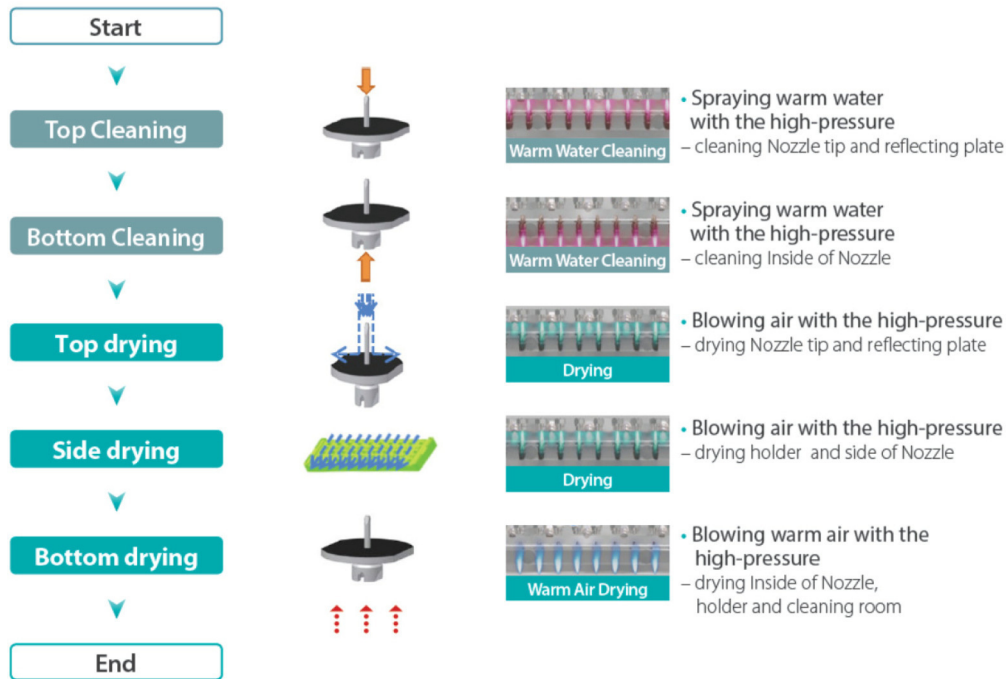 Start
Top Cleaning
Warm Water Cleaning
• Spraying warm water
with the high-pressure
– cleaning Nozzle tip and reflecting plate
Bottom Cleaning
Warm Water Cleaning
• Spraying warm water
with the high-pressure
– cleaning Inside of Nozzle
Top drying
Drying
• Blowing air with the high-pressure
– drying Nozzle tip and reflecting plate
Side drying
Drying
• Blowing air with the high-pressure
– drying holder and side of Nozzle
Bottom drying
Warm Air Drying
• Blowing warm air with the
high-pressure
– drying Inside of Nozzle,
holder and cleaning room
End